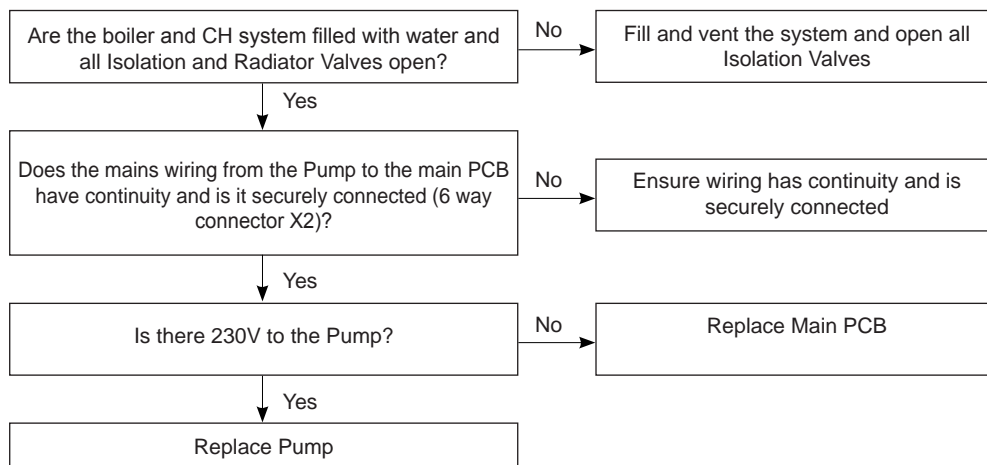 Are the boiler and CH system filled with water and
all Isolation and Radiator Valves open?
No
Fill and vent the system and open all
Isolation Valves
Yes
Does the mains wiring from the Pump to the main PCB
have continuity and is it securely connected (6 way
connector X2)?
No
Ensure wiring has continuity and is
securely connected
Yes
Is there 230V to the Pump?
No
Replace Main PCB
Yes
Replace Pump